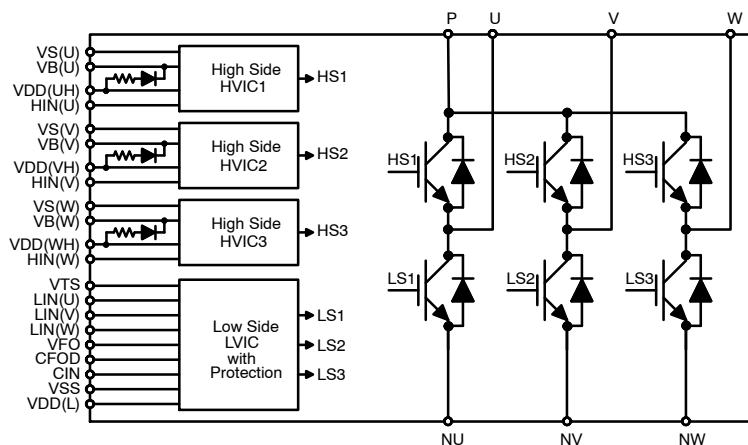 P U V W
VS(U)
VB(U)
VDD(UH)
HIN(U)
High Side
HVIC1
HS1
VS(V)
VB(V)
VDD(VH)
HIN(V)
High Side
HVIC2
HS2
VS(W)
VB(W)
VDD(WH)
HIN(W)
High Side
HVIC3
HS3
VTS
LIN(U)
LIN(V)
LIN(W)
VFO
CFOD
CIN
VSS
VDD(L)
Low Side
LVIC
with
Protection
LS1
LS2
LS3
HS1 HS2 HS3
LS1 LS2 LS3
NU NV NW